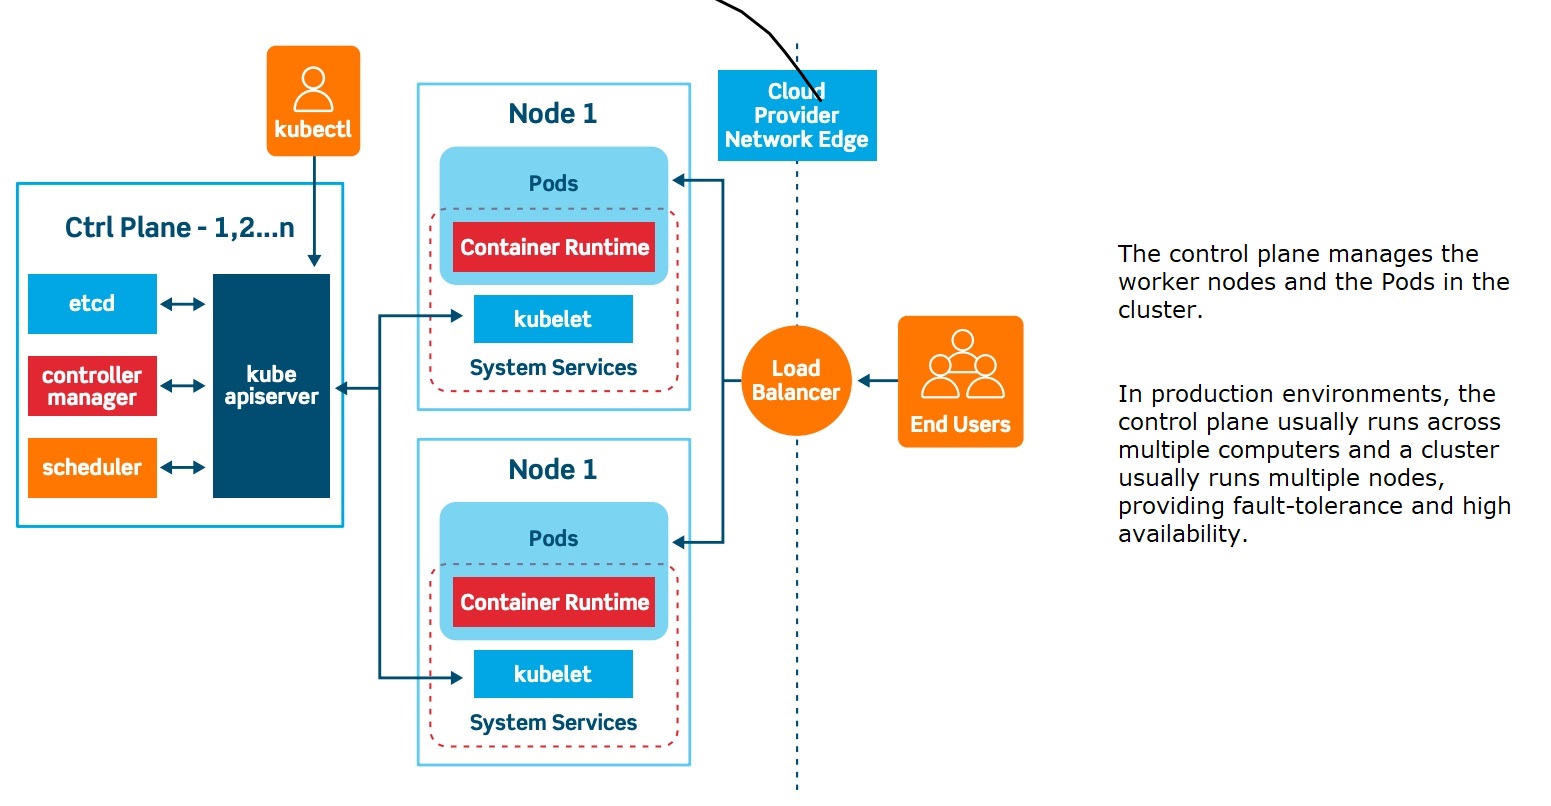 kubectl
Ctrl Plane - 1,2...n
etcd
controller
manager
scheduler
kube
apiserver
Node 1
Pods
Container Runtime
kubelet
System Services
Node 1
Pods
Container Runtime
kubelet
System Services
Cloud
Provider
Network Edge
Load
Balancer
End Users
The control plane manages the
worker nodes and the Pods in the
cluster.
In production environments, the
control plane usually runs across
multiple computers and a cluster
usually runs multiple nodes,
providing fault-tolerance and high
availability.